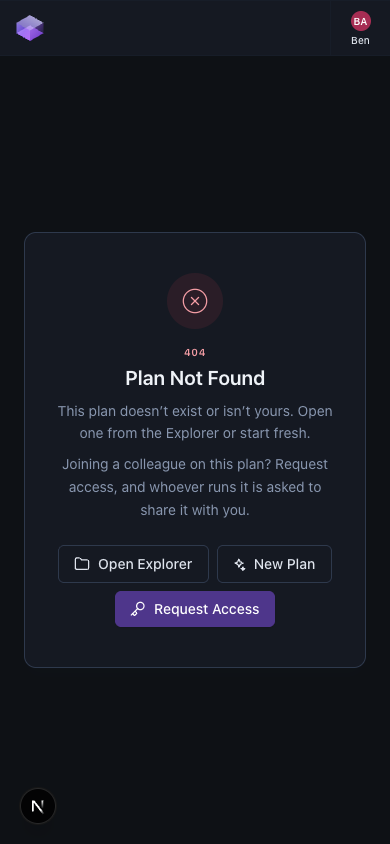 BA
Ben
404
Plan Not Found
This plan doesn’t exist or isn’t yours. Open
one from the Explorer or start fresh.
Joining a colleague on this plan? Request
access, and whoever runs it is asked to
share it with you.
Open Explorer
New Plan
Request Access
N